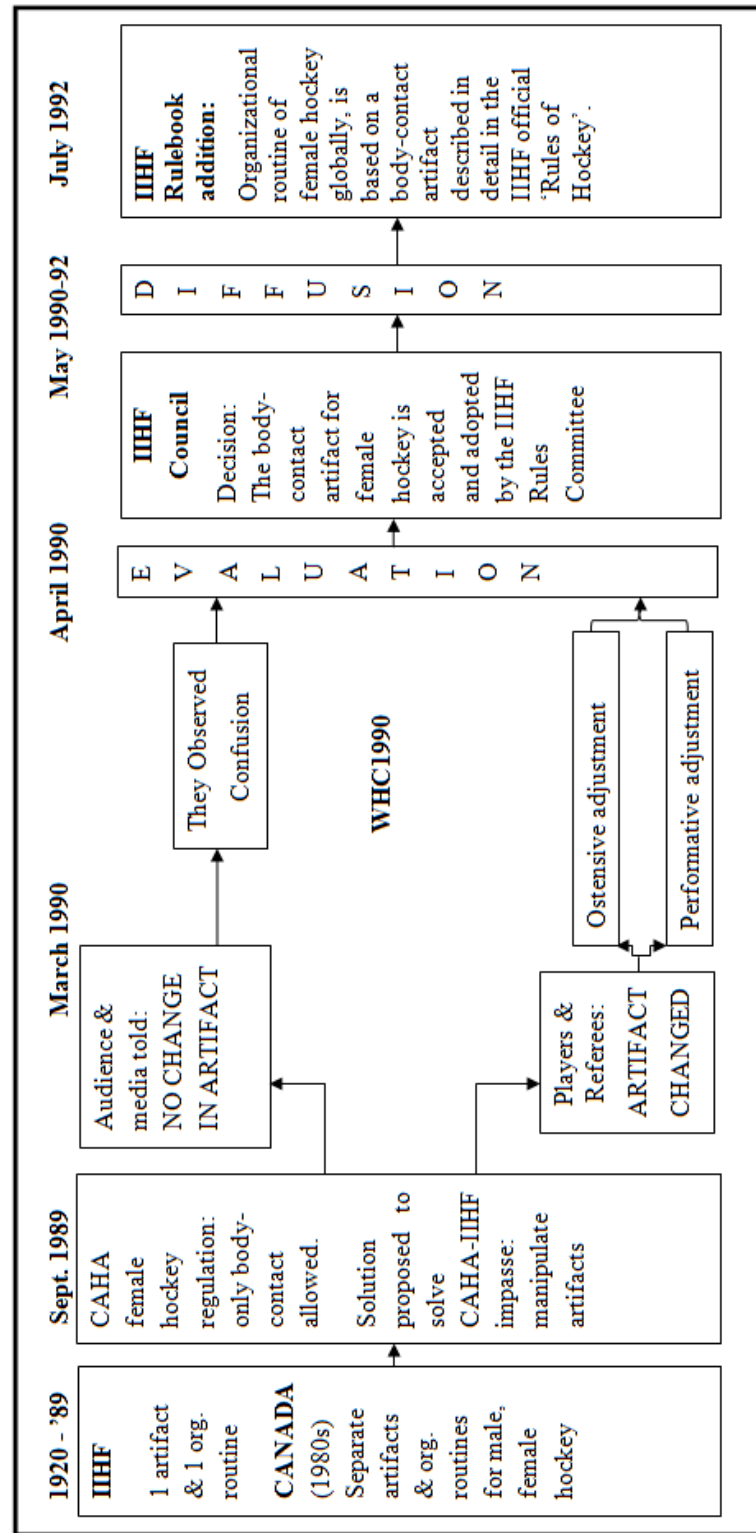 1920 - ’89
Sept. 1989
March 1990
April 1990
May 1990-92
July 1992
IIHF
1 artifact
& 1 org.
routine
CANADA
(1980s)
Separate
artifacts
& org.
routines
for male,
female
hockey
CAHA
female
hockey
regulation:
only body-
contact
allowed.
Solution
proposed to
solve
CAHA-IIHF
impasse:
manipulate
artifacts
Audience &
media told:
NO CHANGE
IN ARTIFACT
They Observed
Confusion
WHC1990
Players &
Referees:
ARTIFACT
CHANGED
Ostensive adjustment
Performative adjustment
E
V
A
L
U
A
T
I
O
N
IIHF
Council
Decision:
The body-
contact
artifact for
female
hockey is
accepted
and adopted
by the IIHF
Rules
Committee
D
I
F
F
U
S
I
O
N
IIHF
Rulebook
addition:
Organizational
routine of
female hockey
globally, is
based on a
body-contact
artifact
described in
detail in the
IIHF official
‘Rules of
Hockey’.